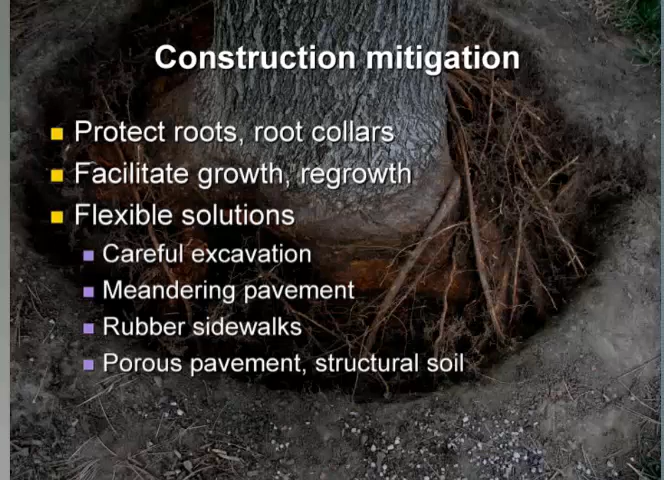 Construction mitigation
Protect roots, root collars
Facilitate growth, regrowth
Flexible solutions
Careful excavation
Meandering pavement
Rubber sidewalks
Porous pavement, structural soil